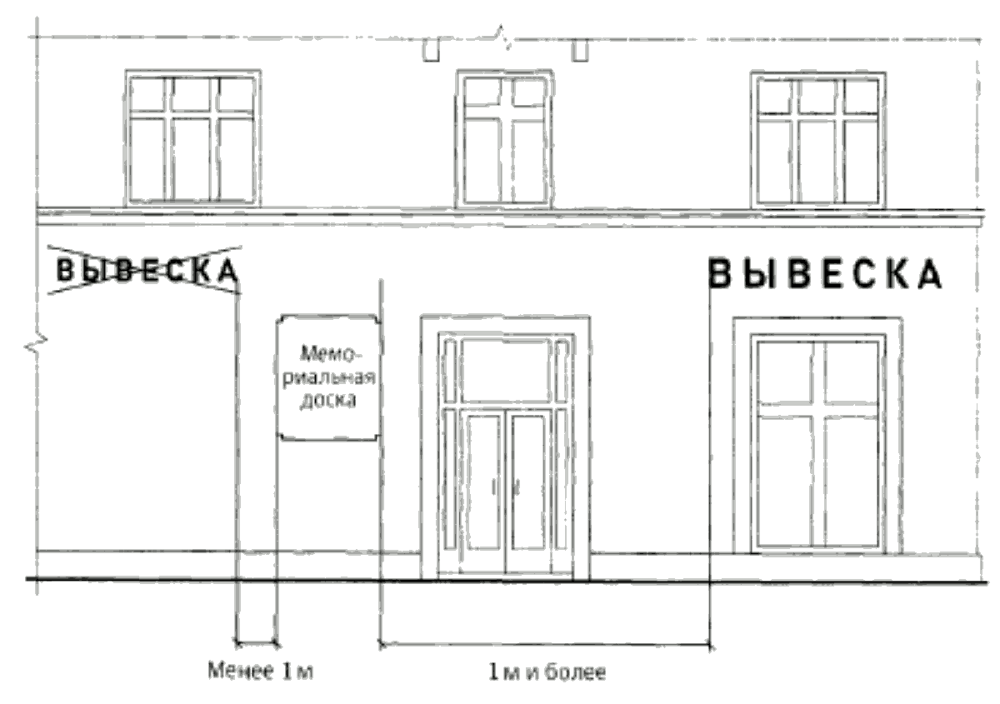 ВЫВЕСКА
ВЫВЕСКА
Мемо-
риальная
доска
Менее 1 м
1 м и более